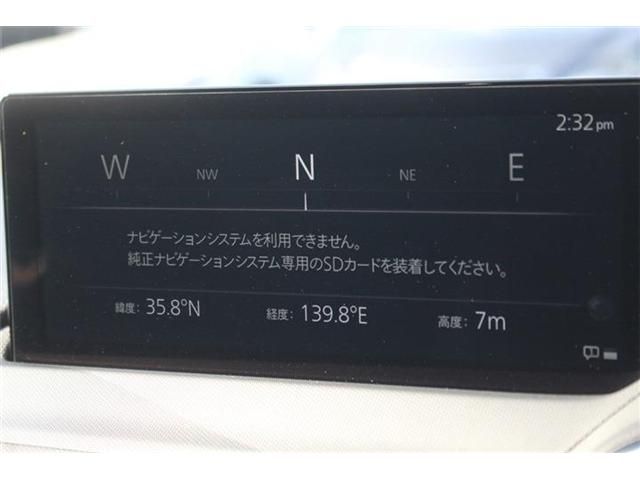 2:32 pm
W NW N NE E
ナビゲーションシステムを利用できません。
純正ナビゲーションシステム専用のSDカードを装着してください。
緯度: 35.8°N 経度: 139.8°E 高度: 7m